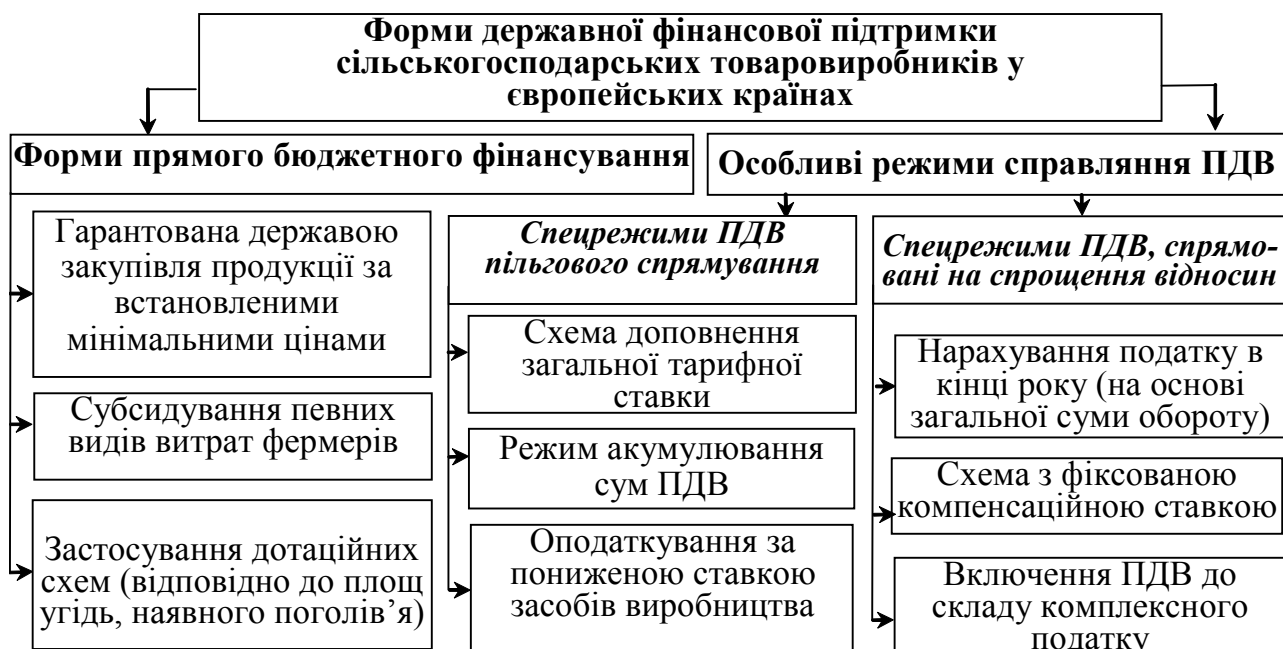 Форми державної фінансової підтримки
сільськогосподарських товаровиробників у
європейських країнах
Форми прямого бюджетного фінансування
Особливі режими справляння ПДВ
Гарантована державою
закупівля продукції за
встановленими
мінімальними цінами
Субсидування певних
видів витрат фермерів
Застосування дотаційних
схем (відповідно до площ
угідь, наявного поголів’я)
Спецрежими ПДВ
пільгового спрямування
Схема доповнення
загальної тарифної
ставки
Режим акумулювання
сум ПДВ
Оподаткування за
пониженою ставкою
засобів виробництва
Спецрежими ПДВ, спрямо-
вані на спрощення відносин
Нарахування податку в
кінці року (на основі
загальної суми обороту)
Схема з фіксованою
компенсаційною ставкою
Включення ПДВ до
складу комплексного
податку